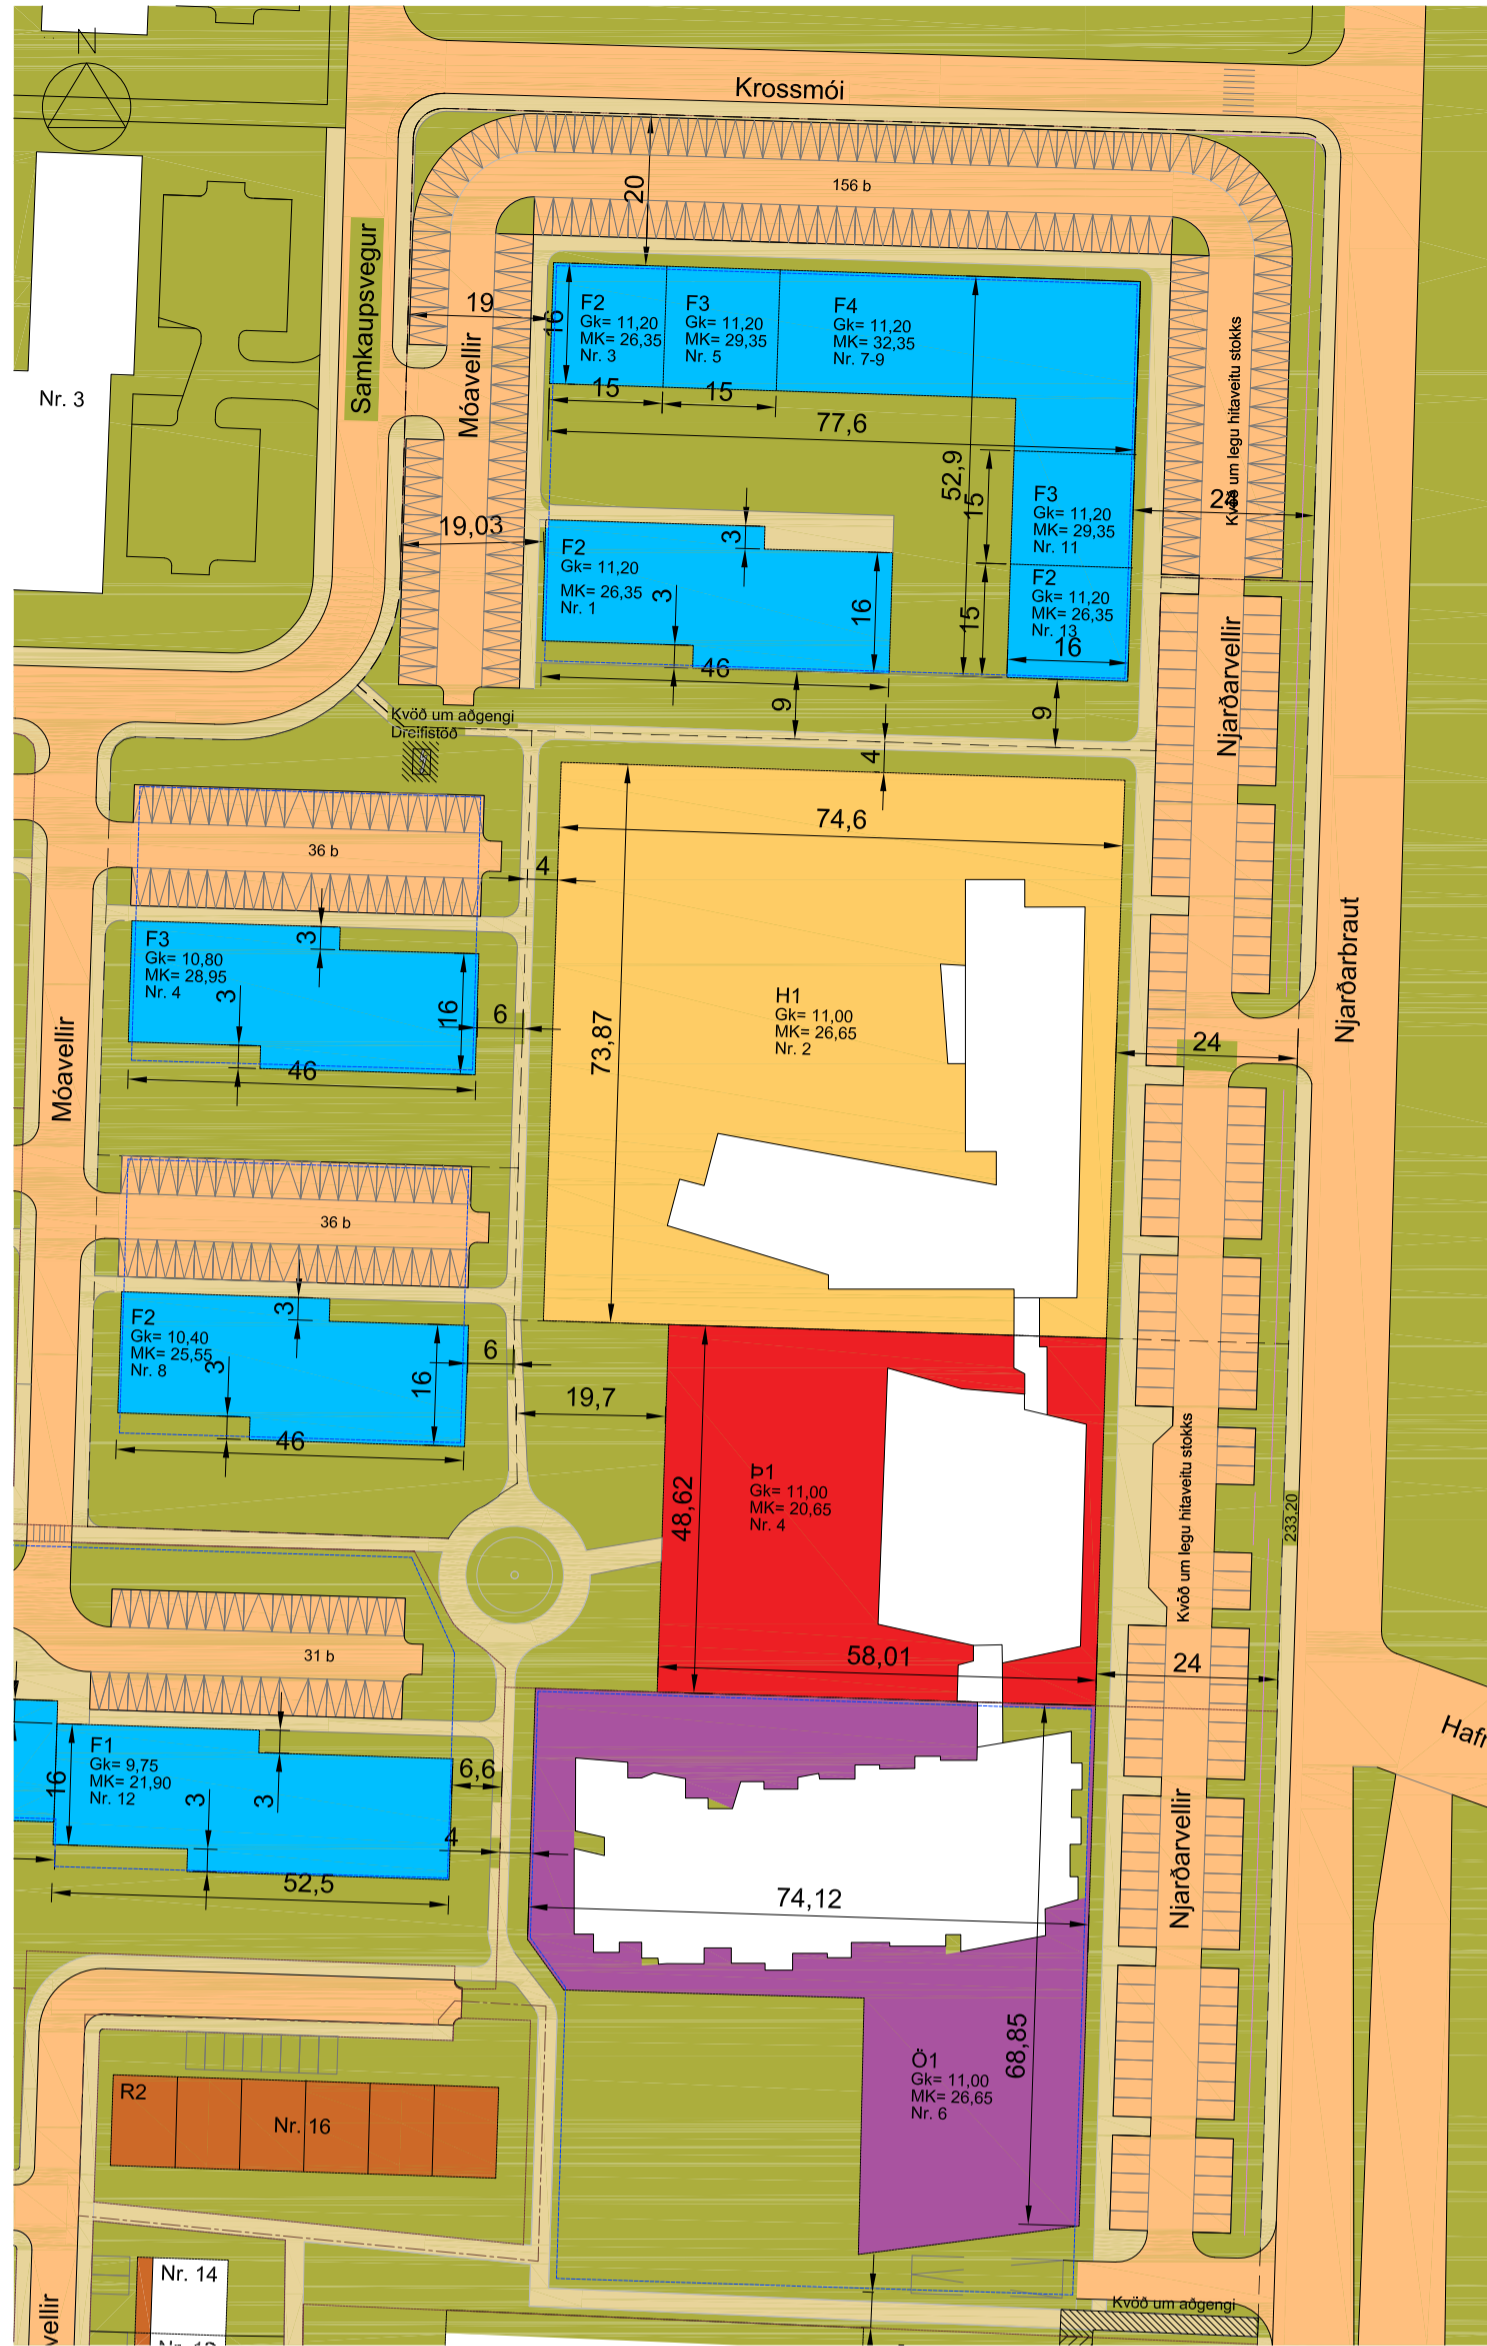 N
Krossmói
156 b
20
Samkaupsvegur
19
Móavellir
16
F2
Gk= 11,20
MK= 26,35
Nr. 3
F3
Gk= 11,20
MK= 29,35
Nr. 5
F4
Gk= 11,20
MK= 32,35
Nr. 7-9
Kvöð um legu hitaveitu stokks
Nr. 3
15
15
77,6
52,9
15
F3
Gk= 11,20
MK= 29,35
Nr. 11
19,03
F2
Gk= 11,20
MK= 26,35
Nr. 1
3
3
16
15
F2
Gk= 11,20
MK= 26,35
Nr. 13
16
46
9
9
Njarðarvellir
Kvöð um aðgengi
Dreifistöð
4
74,6
36 b
4
F3
Gk= 10,80
MK= 28,95
Nr. 4
3
3
16
6
46
Móavellir
73,87
H1
Gk= 11,00
MK= 26,65
Nr. 2
24
Njarðarbraut
36 b
F2
Gk= 10,40
MK= 25,55
Nr. 8
3
3
16
6
46
19,7
48,62
Þ1
Gk= 11,00
MK= 20,65
Nr. 4
Kvöð um legu hitaveitu stokks
233,20
58,01
24
31 b
Hafn
F1
Gk= 9,75
MK= 21,90
Nr. 12
16
3
3
6,6
4
52,5
74,12
Njarðarvellir
68,85
Ö1
Gk= 11,00
MK= 26,65
Nr. 6
R2
Nr. 16
Nr. 14
vellir
Kvöð um aðgengi